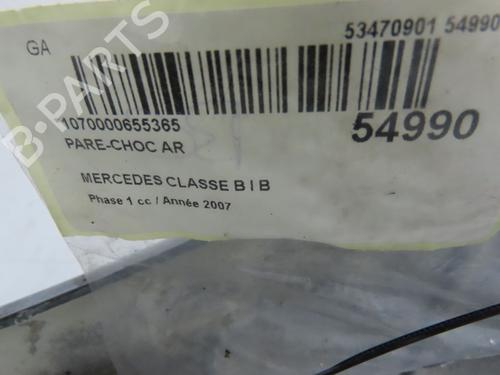 GA
53470901 54990
1070000655365
54990
PARE-CHOC AR
MERCEDES CLASSE B I B
Phase 1 cc / Année 2007
B-PARTS